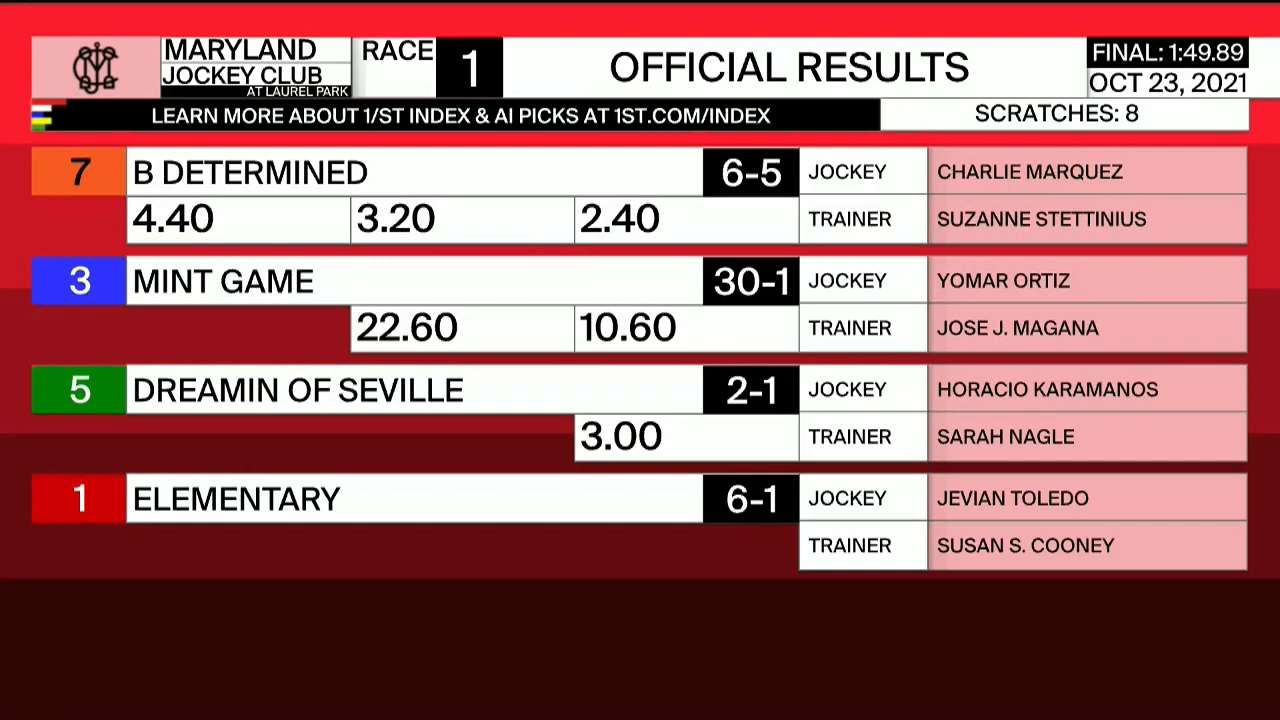 MARYLAND
JOCKEY CLUB
AT LAUREL PARK
RACE 1
OFFICIAL RESULTS
FINAL: 1:49.89
OCT 23, 2021
LEARN MORE ABOUT 1/ST INDEX & AI PICKS AT 1ST.COM/INDEX
SCRATCHES: 8
7 B DETERMINED 6-5 JOCKEY CHARLIE MARQUEZ
4.40 3.20 2.40 TRAINER SUZANNE STETTINIUS
3 MINT GAME 30-1 JOCKEY YOMAR ORTIZ
22.60 10.60 TRAINER JOSE J. MAGANA
5 DREAMIN OF SEVILLE 2-1 JOCKEY HORACIO KARAMANOS
3.00 TRAINER SARAH NAGLE
1 ELEMENTARY 6-1 JOCKEY JEVIAN TOLEDO
TRAINER SUSAN S. COONEY